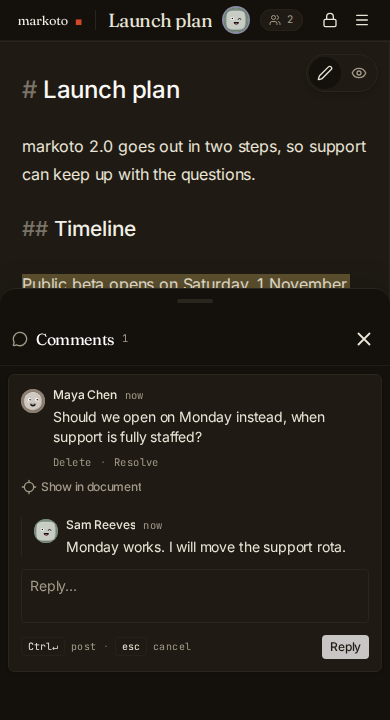 markoto
Launch plan
2
# Launch plan
markoto 2.0 goes out in two steps, so support
can keep up with the questions.
## Timeline
Public beta opens on Saturday, 1 November
Comments 1
Maya Chen now
Should we open on Monday instead, when
support is fully staffed?
Delete · Resolve
Show in document
Sam Reeves now
Monday works. I will move the support rota.
Reply...
Ctrl↵ post · esc cancel
Reply